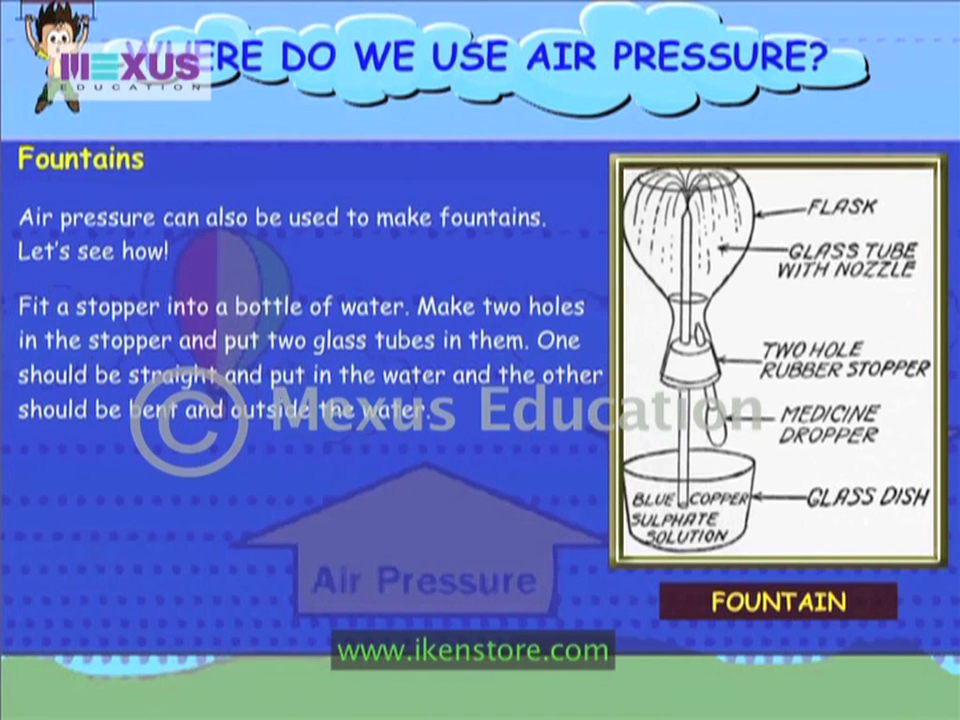 WHERE DO WE USE AIR PRESSURE?
MEXUS
EDUCATION
Fountains
Air pressure can also be used to make fountains.
Let's see how!
Fit a stopper into a bottle of water. Make two holes
in the stopper and put two glass tubes in them. One
should be straight and put in the water and the other
should be bent and outside the water.
© Mexus Education
Air Pressure
FLASK
GLASS TUBE
WITH NOZZLE
TWO HOLE
RUBBER STOPPER
MEDICINE
DROPPER
GLASS DISH
BLUE COPPER
SULPHATE
SOLUTION
FOUNTAIN
www.ikenstore.com